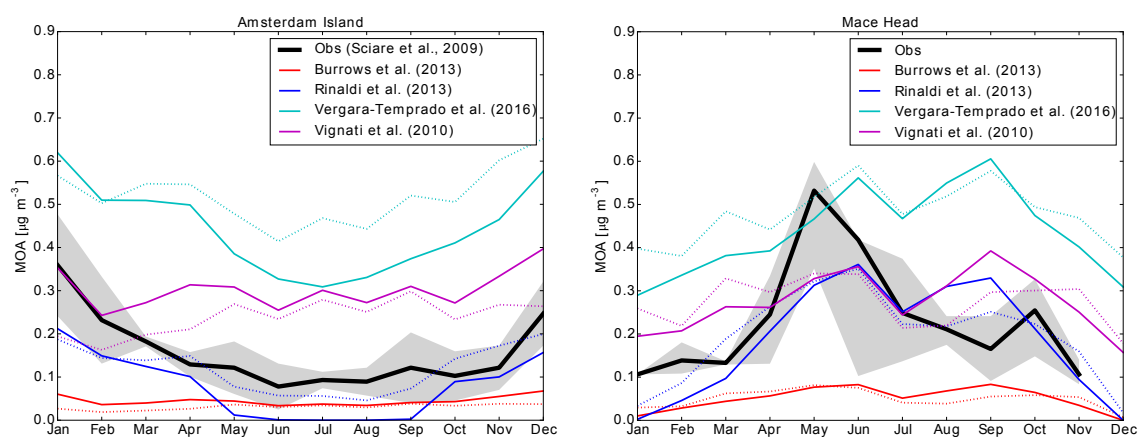 Amsterdam Island
MOA [µg m⁻³]
0.9
0.8
0.7
0.6
0.5
0.4
0.3
0.2
0.1
0.0
Obs (Sciare et al., 2009)
Burrows et al. (2013)
Rinaldi et al. (2013)
Vergara-Temprado et al. (2016)
Vignati et al. (2010)
Jan Feb Mar Apr May Jun Jul Aug Sep Oct Nov Dec
Mace Head
MOA [µg m⁻³]
0.9
0.8
0.7
0.6
0.5
0.4
0.3
0.2
0.1
0.0
Obs
Burrows et al. (2013)
Rinaldi et al. (2013)
Vergara-Temprado et al. (2016)
Vignati et al. (2010)
Jan Feb Mar Apr May Jun Jul Aug Sep Oct Nov Dec